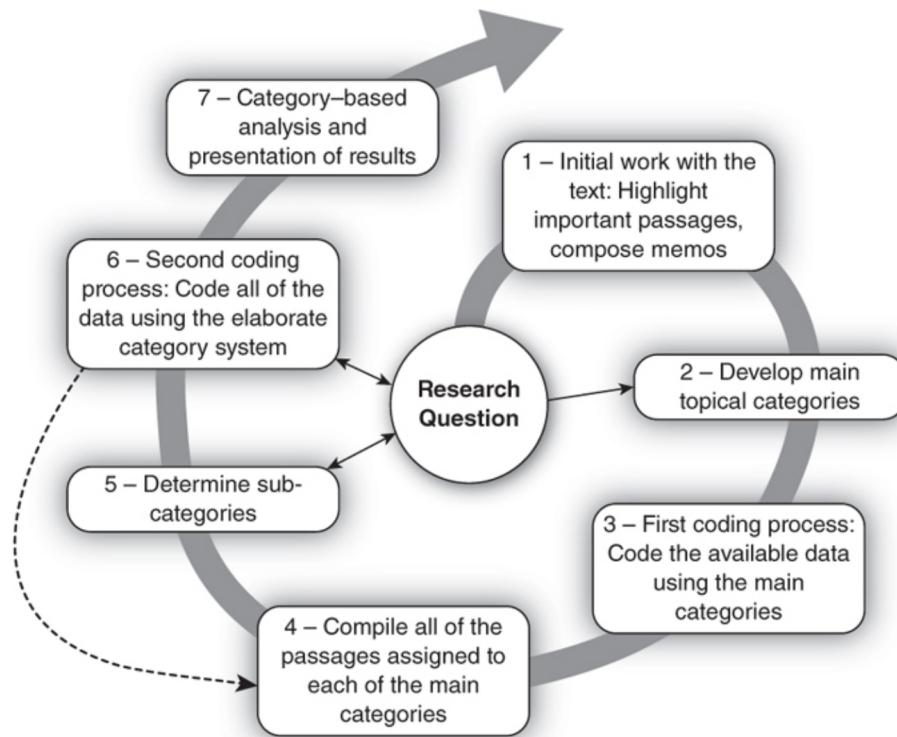 7 – Category–based
analysis and
presentation of results
1 – Initial work with the
text: Highlight
important passages,
compose memos
6 – Second coding
process: Code all of the
data using the elaborate
category system
Research
Question
2 – Develop main
topical categories
5 – Determine sub-
categories
3 – First coding process:
Code the available data
using the main
categories
4 – Compile all of the
passages assigned to
each of the main
categories